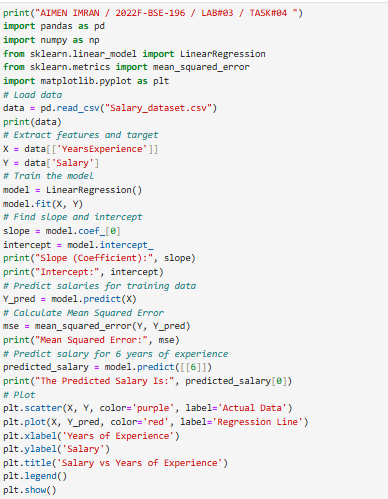 print("AIMEN IMRAN / 2022F-BSE-196 / LAB#03 / TASK#04 ")
import pandas as pd
import numpy as np
from sklearn.linear_model import LinearRegression
from sklearn.metrics import mean_squared_error
import matplotlib.pyplot as plt
# Load data
data = pd.read_csv("Salary_dataset.csv")
print(data)
# Extract features and target
X = data[['YearsExperience']]
Y = data['Salary']
# Train the model
model = LinearRegression()
model.fit(X, Y)
# Find slope and intercept
slope = model.coef_[0]
intercept = model.intercept_
print("Slope (Coefficient):", slope)
print("Intercept:", intercept)
# Predict salaries for training data
Y_pred = model.predict(X)
# Calculate Mean Squared Error
mse = mean_squared_error(Y, Y_pred)
print("Mean Squared Error:", mse)
# Predict salary for 6 years of experience
predicted_salary = model.predict([[6]])
print("The Predicted Salary Is:", predicted_salary[0])
# Plot
plt.scatter(X, Y, color='purple', label='Actual Data')
plt.plot(X, Y_pred, color='red', label='Regression Line')
plt.xlabel('Years of Experience')
plt.ylabel('Salary')
plt.title('Salary vs Years of Experience')
plt.legend()
plt.show()